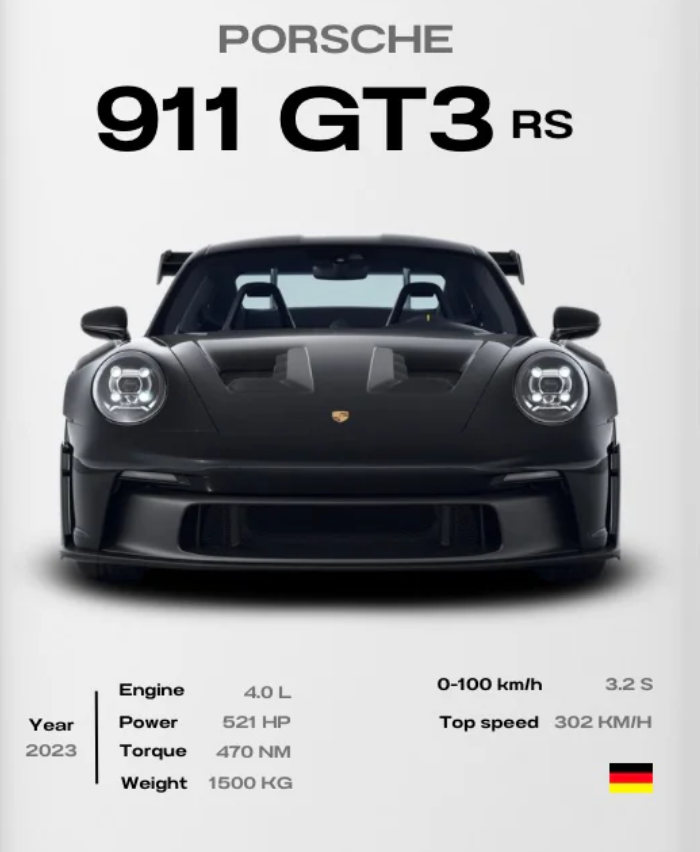 PORSCHE
911 GT3 RS
Year
2023
Engine 4.0 L
Power 521 HP
Torque 470 NM
Weight 1500 KG
0-100 km/h 3.2 S
Top speed 302 KM/H